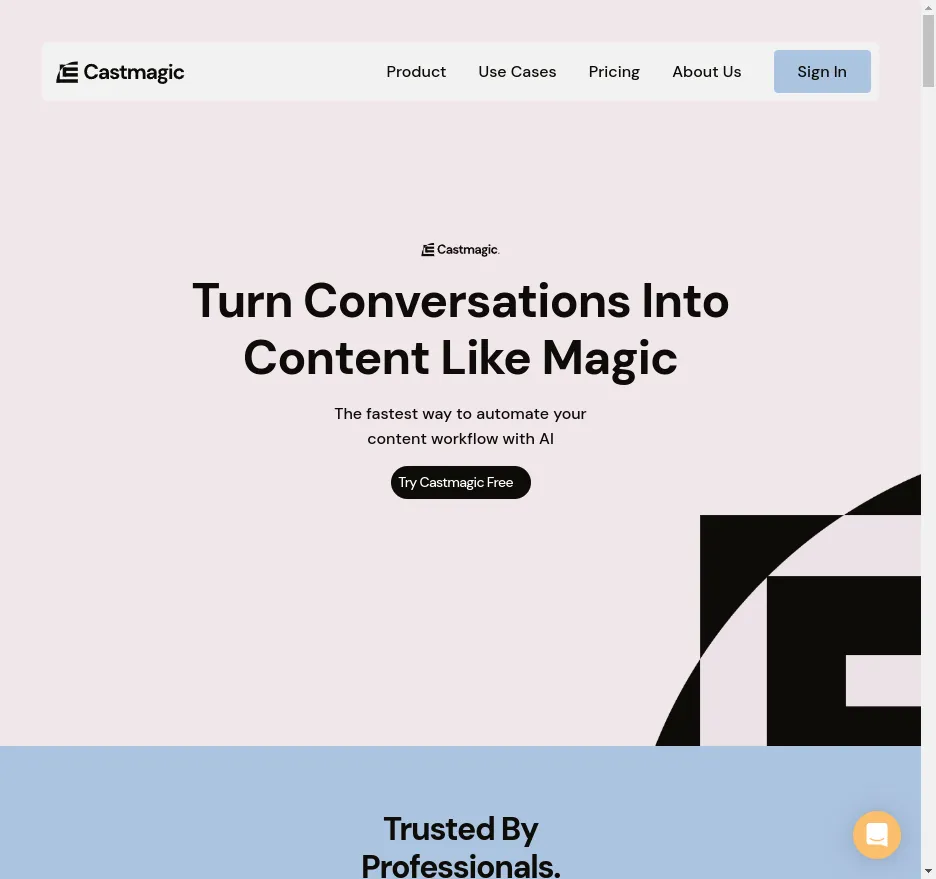 Castmagic
Product
Use Cases
Pricing
About Us
Sign In
Castmagic.
Turn Conversations Into
Content Like Magic
The fastest way to automate your
content workflow with AI
Try Castmagic Free
Trusted By
Professionals.